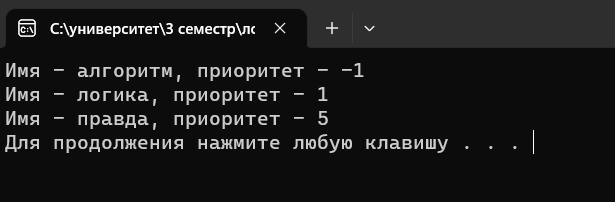 C:\университет\3 семестр\ло
Имя – алгоритм, приоритет – -1
Имя – логика, приоритет – 1
Имя – правда, приоритет – 5
Для продолжения нажмите любую клавишу . . .